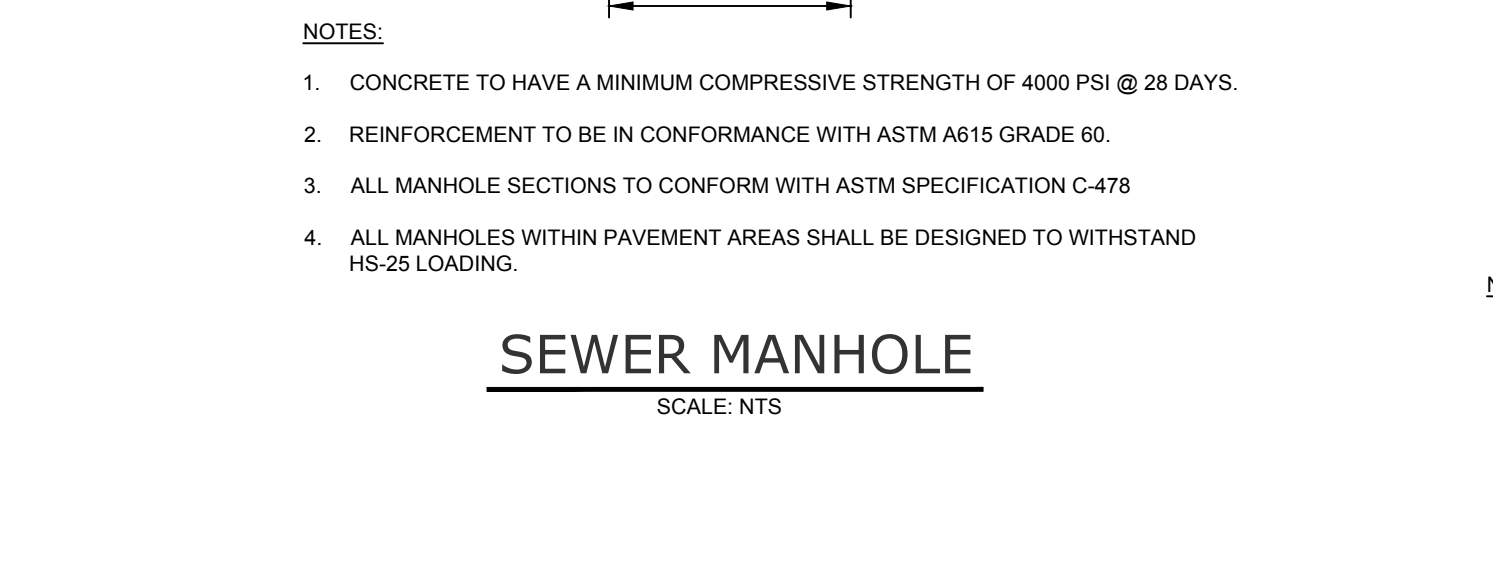 NOTES:
1. CONCRETE TO HAVE A MINIMUM COMPRESSIVE STRENGTH OF 4000 PSI @ 28 DAYS.
2. REINFORCEMENT TO BE IN CONFORMANCE WITH ASTM A615 GRADE 60.
3. ALL MANHOLE SECTIONS TO CONFORM WITH ASTM SPECIFICATION C-478
4. ALL MANHOLES WITHIN PAVEMENT AREAS SHALL BE DESIGNED TO WITHSTAND
HS-25 LOADING.
SEWER MANHOLE
SCALE: NTS